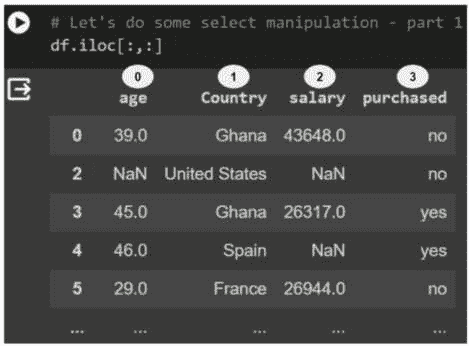 # Let's do some select manipulation - part 1
df.iloc[:,:]
0 1 2 3
age Country salary purchased
0 39.0 Ghana 43648.0 no
2 NaN United States NaN no
3 45.0 Ghana 26317.0 yes
4 46.0 Spain NaN yes
5 29.0 France 26944.0 no
... ... ... ... ...